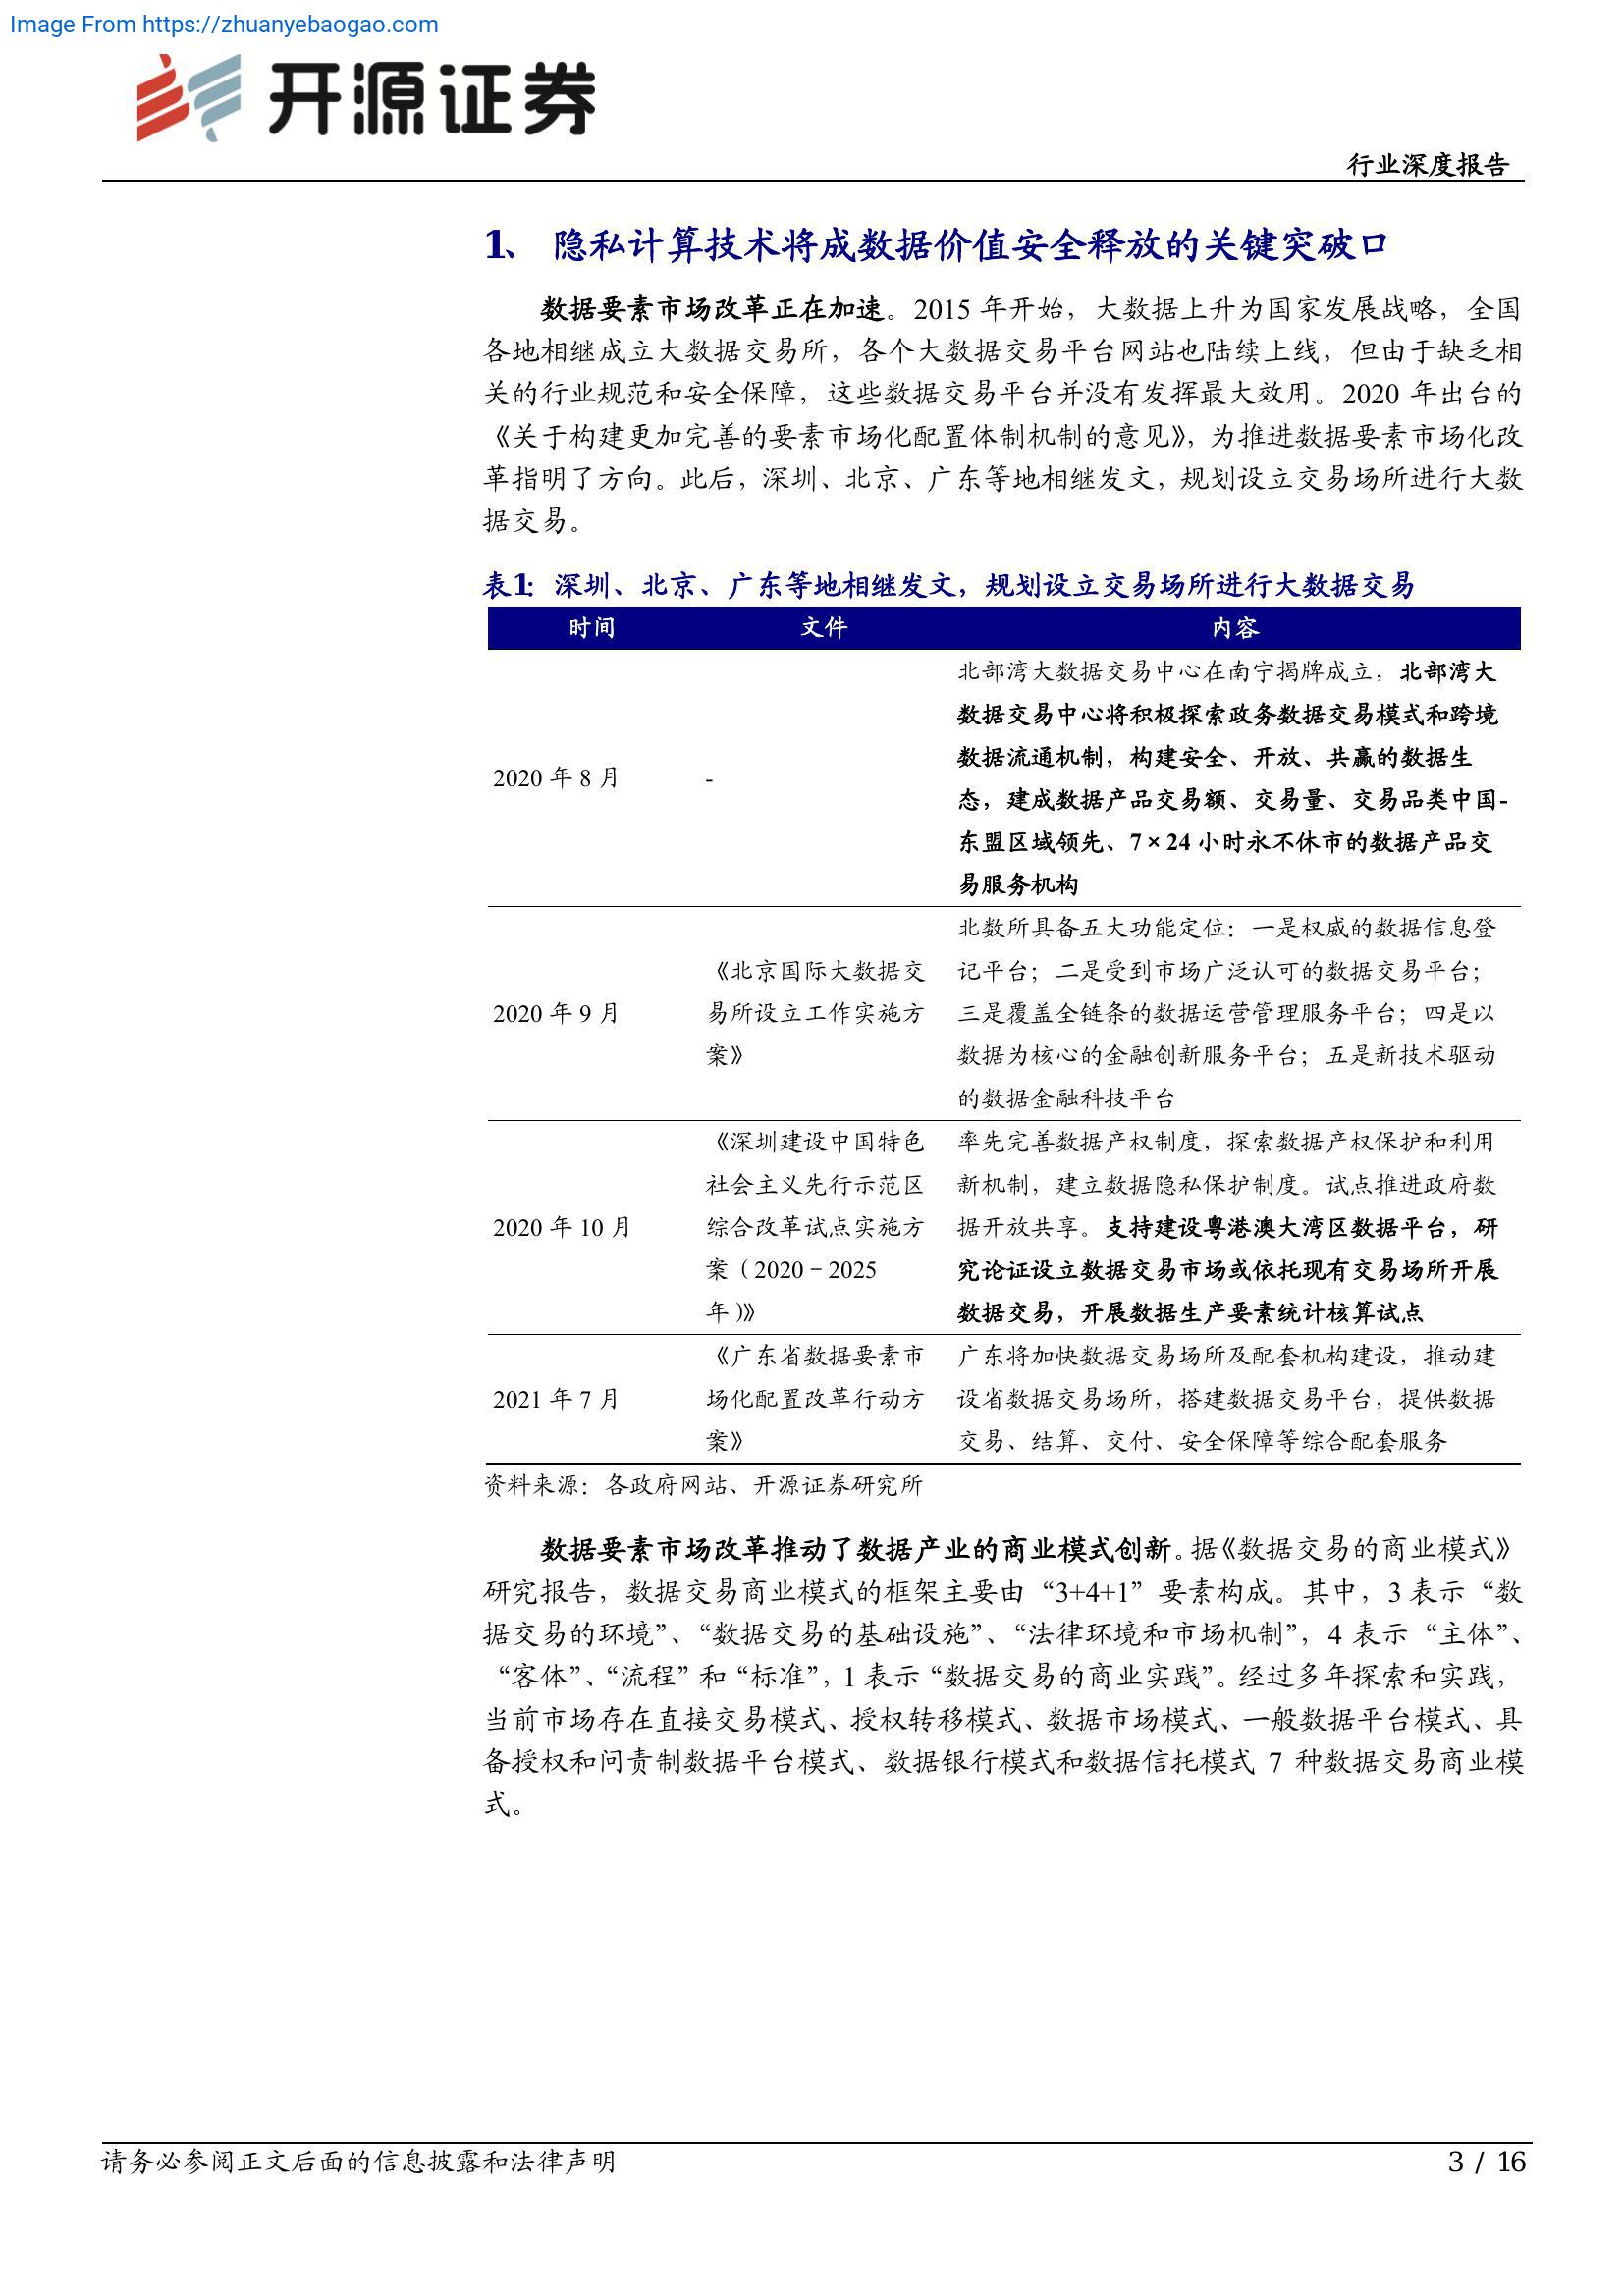 Image From https://zhuanyebaogao.com
开源证券
行业深度报告
1、 隐私计算技术将成数据价值安全释放的关键突破口
数据要素市场改革正在加速。2015 年开始，大数据上升为国家发展战略，全国
各地相继成立大数据交易所，各个大数据交易平台网站也陆续上线，但由于缺乏相
关的行业规范和安全保障，这些数据交易平台并没有发挥最大效用。2020 年出台的
《关于构建更加完善的要素市场化配置体制机制的意见》，为推进数据要素市场化改
革指明了方向。此后，深圳、北京、广东等地相继发文，规划设立交易场所进行大数
据交易。
表1：深圳、北京、广东等地相继发文，规划设立交易场所进行大数据交易
时间 文件 内容
北部湾大数据交易中心在南宁揭牌成立，北部湾大
数据交易中心将积极探索政务数据交易模式和跨境
数据流通机制，构建安全、开放、共赢的数据生
2020 年 8 月 -
态，建成数据产品交易额、交易量、交易品类中国-
东盟区域领先、7×24 小时永不休市的数据产品交
易服务机构
北数所具备五大功能定位：一是权威的数据信息登
《北京国际大数据交 记平台；二是受到市场广泛认可的数据交易平台；
2020 年 9 月 易所设立工作实施方 三是覆盖全链条的数据运营管理服务平台；四是以
案》 数据为核心的金融创新服务平台；五是新技术驱动
的数据金融科技平台
《深圳建设中国特色 率先完善数据产权制度，探索数据产权保护和利用
社会主义先行示范区 新机制，建立数据隐私保护制度。试点推进政府数
2020 年 10 月 综合改革试点实施方 据开放共享。支持建设粤港澳大湾区数据平台，研
案（2020－2025 究论证设立数据交易市场或依托现有交易场所开展
年）》 数据交易，开展数据生产要素统计核算试点
《广东省数据要素市 广东将加快数据交易场所及配套机构建设，推动建
2021 年 7 月 场化配置改革行动方 设省数据交易场所，搭建数据交易平台，提供数据
案》 交易、结算、交付、安全保障等综合配套服务
资料来源：各政府网站、开源证券研究所
数据要素市场改革推动了数据产业的商业模式创新。据《数据交易的商业模式》
研究报告，数据交易商业模式的框架主要由“3+4+1”要素构成。其中，3 表示“数
据交易的环境”、“数据交易的基础设施”、“法律环境和市场机制”，4 表示“主体”、
“客体”、“流程”和“标准”，1 表示“数据交易的商业实践”。经过多年探索和实践，
当前市场存在直接交易模式、授权转移模式、数据市场模式、一般数据平台模式、具
备授权和问责制数据平台模式、数据银行模式和数据信托模式 7 种数据交易商业模
式。
请务必参阅正文后面的信息披露和法律声明
3 / 16